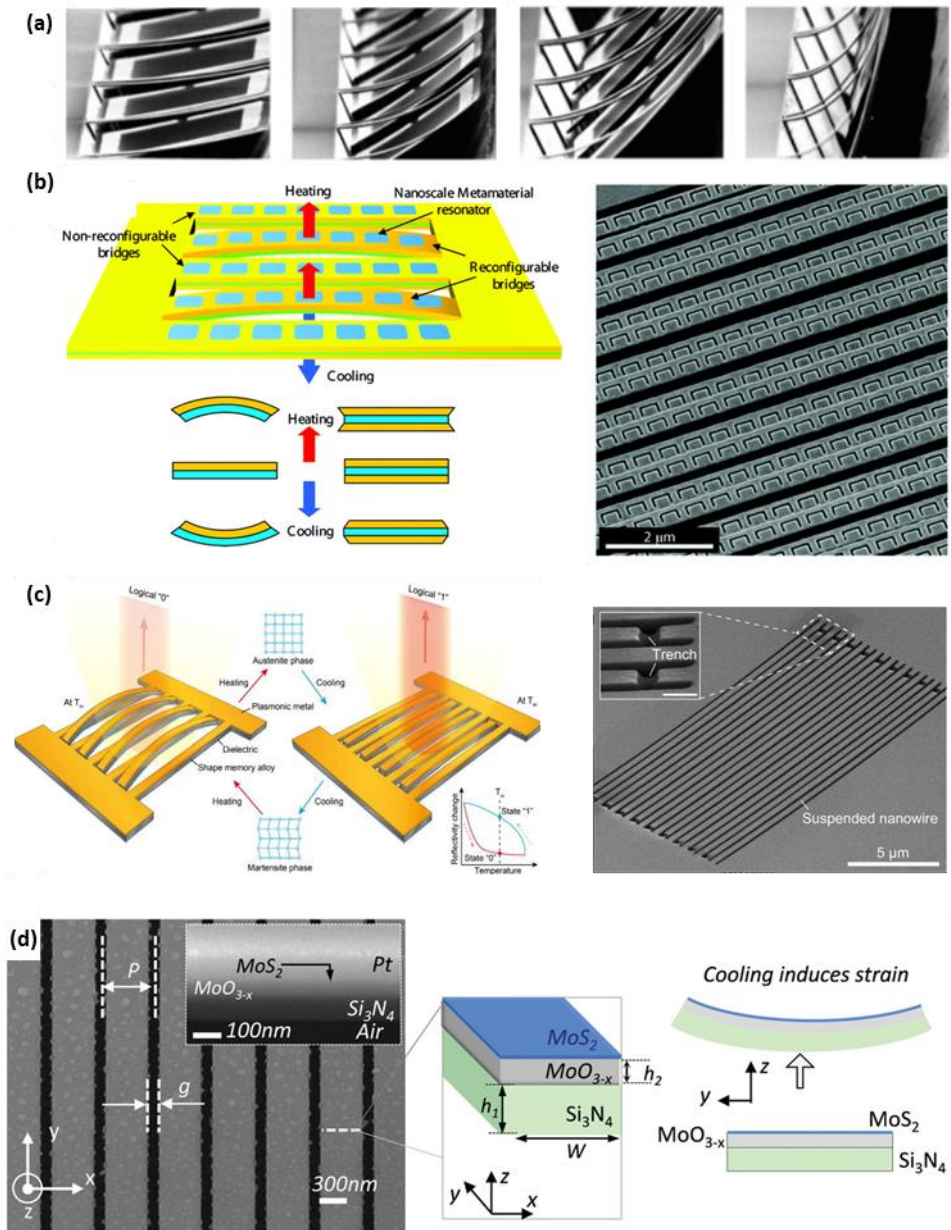 (a)
(b)
Heating
Nanoscale Metamaterial
resonator
Non-reconfigurable
bridges
Reconfigurable
bridges
Cooling
Heating
Cooling
2 μm
(c)
Logical "0"
Logical "1"
Austenite phase
Heating
Cooling
At Tₘ
Plasmonic metal
At Tₘ
Dielectric
Shape memory alloy
Heating
Cooling
Martensite phase
Reflectivity change
Tₘ
State "1"
State "0"
Temperature
Trench
Suspended nanowire
5 μm
(d)
P
g
y
x
z
300nm
MoS₂
Pt
MoO₃₋ₓ
Si₃N₄
Air
100nm
MoS₂
MoO₃₋ₓ
h₂
h₁
Si₃N₄
W
y
z
x
Cooling induces strain
z
y
MoS₂
MoO₃₋ₓ
Si₃N₄